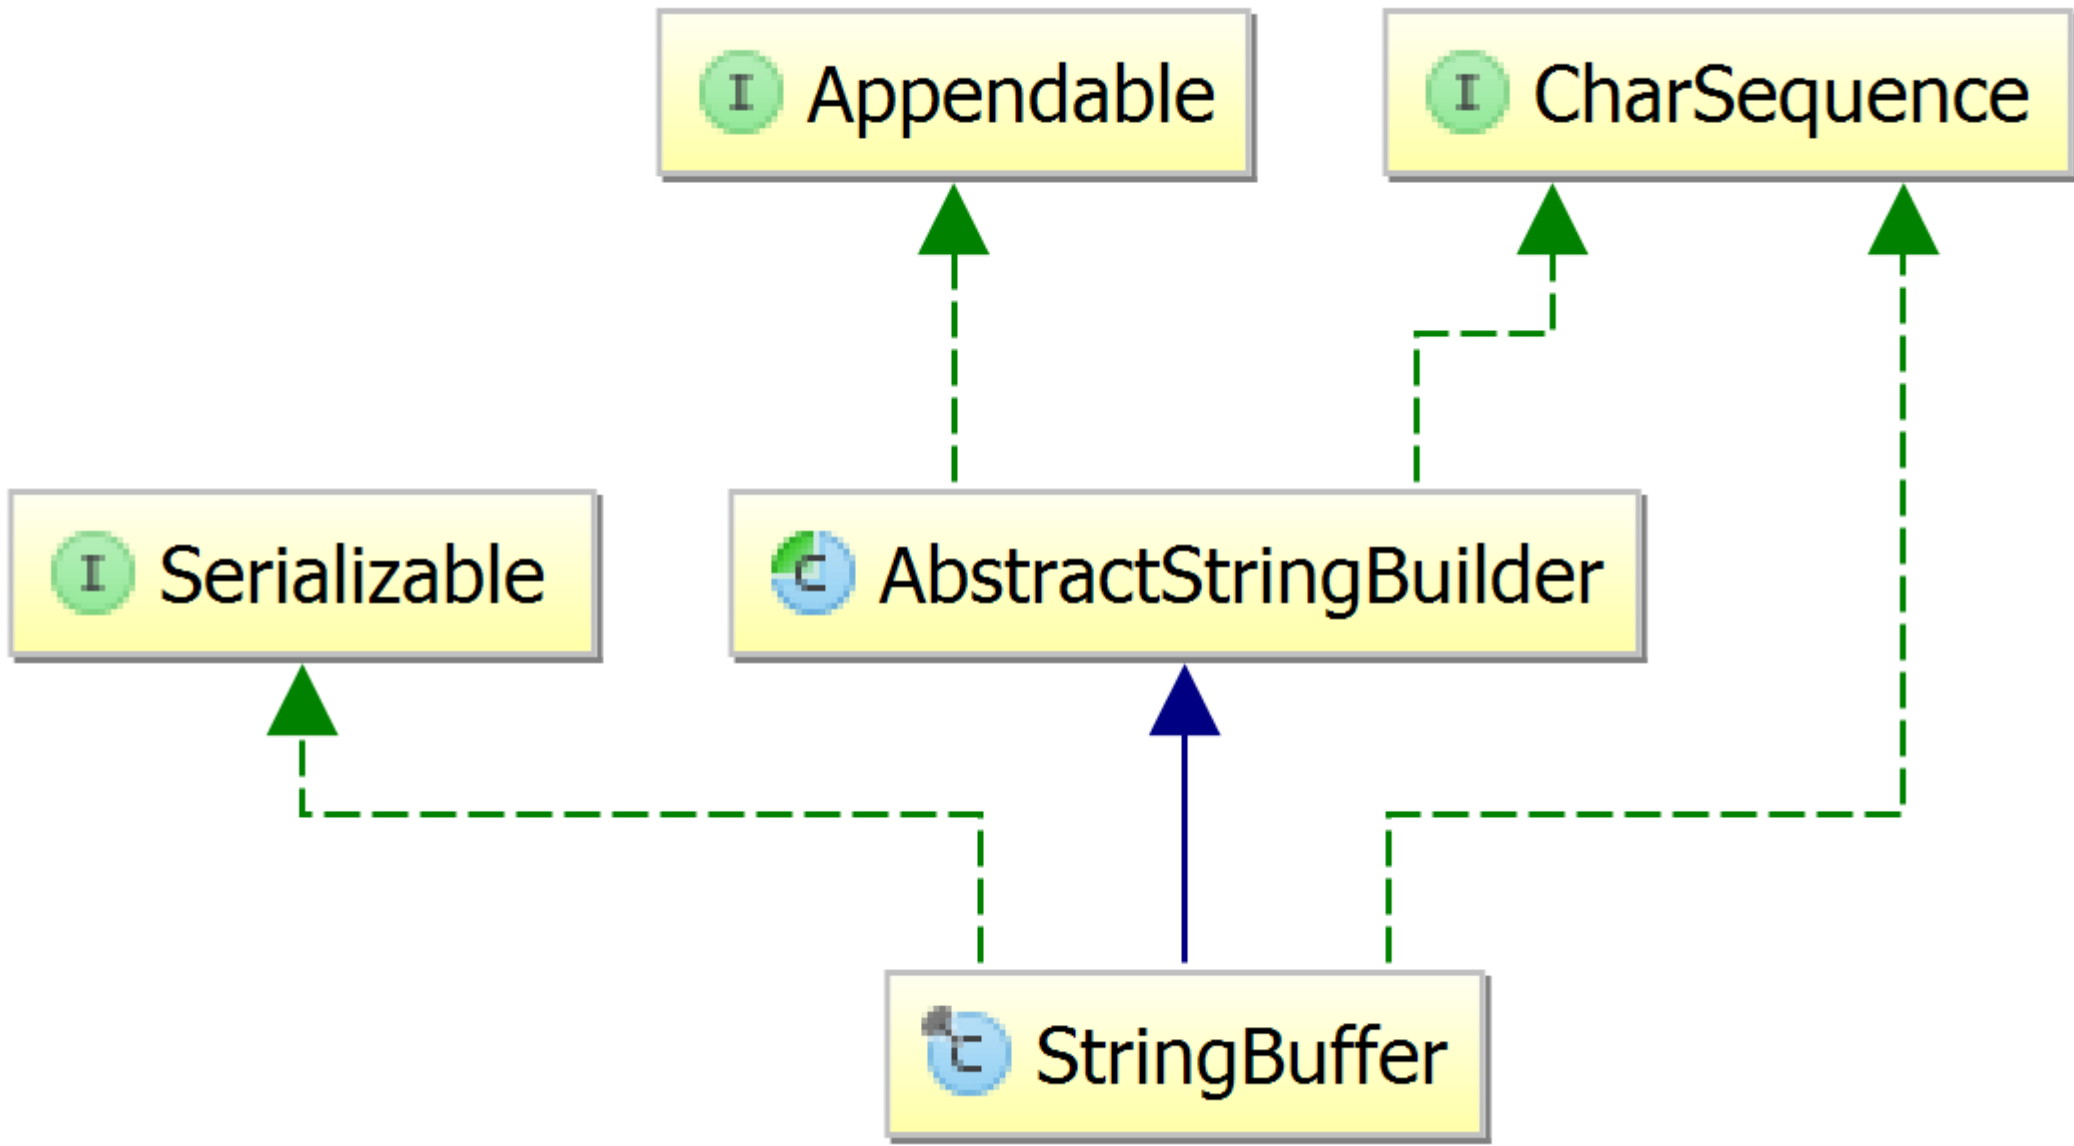 I Appendable
I CharSequence
I Serializable
C AbstractStringBuilder
C StringBuffer